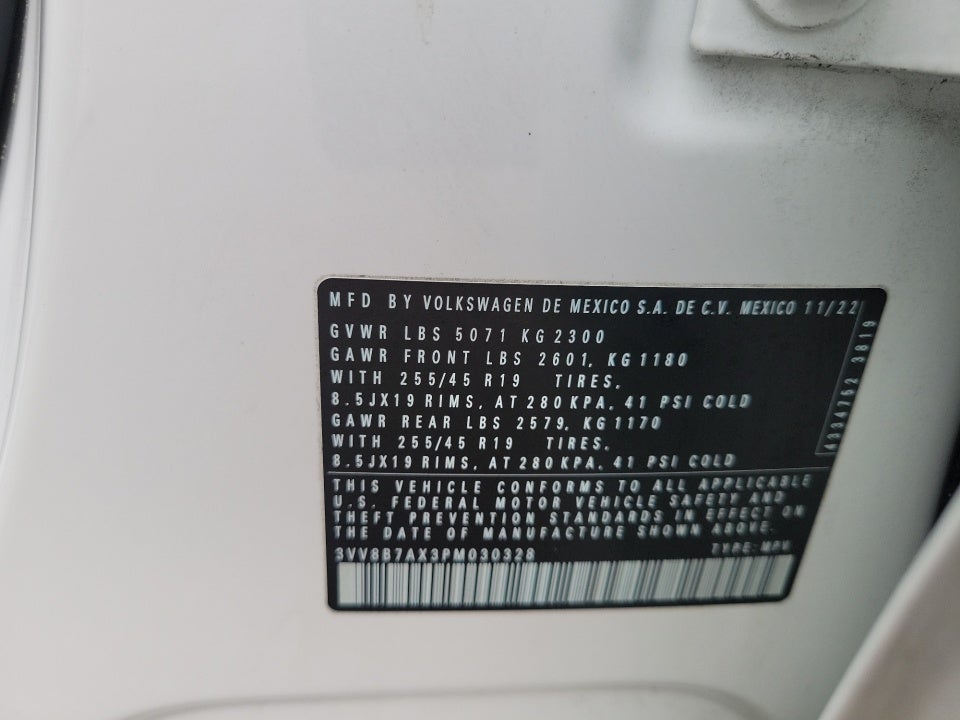 MFD BY VOLKSWAGEN DE MEXICO S.A. DE C.V. MEXICO 11/22
GVWR LBS 5071 KG 2300
GAWR FRONT LBS 2601, KG 1180
WITH 255/45 R19 TIRES,
8.5JX19 RIMS, AT 280 KPA, 41 PSI COLD
GAWR REAR LBS 2579, KG 1170
WITH 255/45 R19 TIRES,
8.5JX19 RIMS, AT 280 KPA, 41 PSI COLD
4334752 3819
THIS VEHICLE CONFORMS TO ALL APPLICABLE
U.S. FEDERAL MOTOR VEHICLE SAFETY AND
THEFT PREVENTION STANDARDS IN EFFECT ON
THE DATE OF MANUFACTURE SHOWN ABOVE.
3VV8B7AX3PM030328 TYPE: MPV